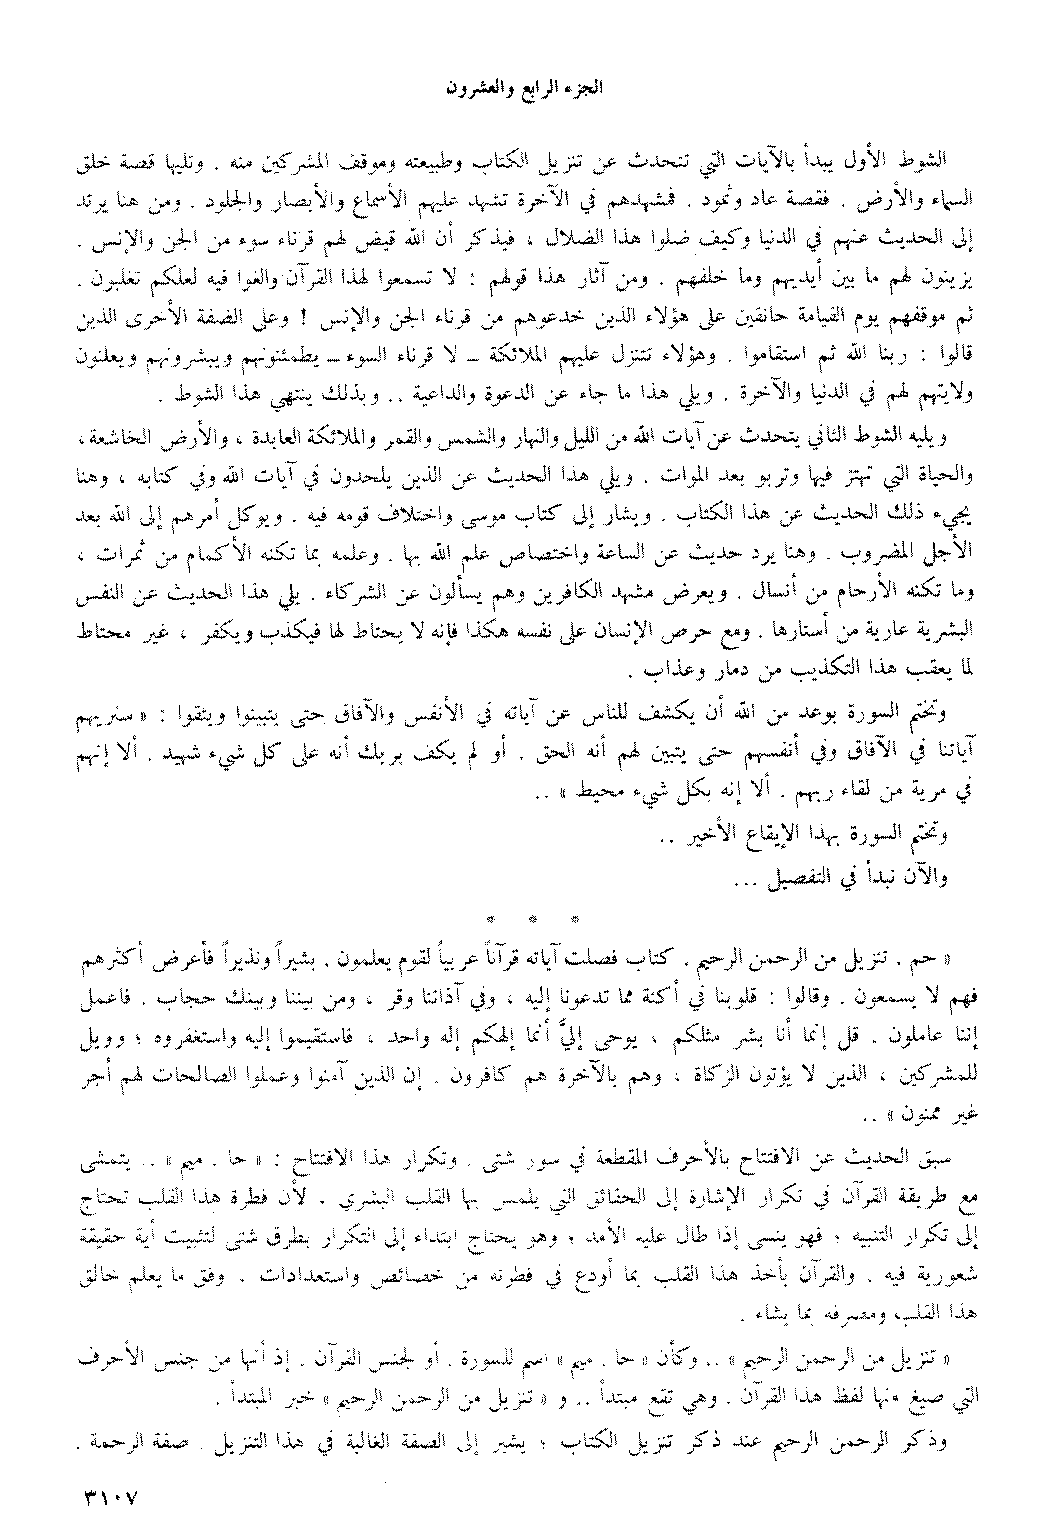 الجزء الرابع والعشرون
الشوط الأول يبدأ بالآيات التي تتحدث عن تنزيل الكتاب وطبيعته وموقف المشركين منه . وتليها قصة خلق
السماء والأرض . فقصة عاد وثمود . فمشهدهم في الآخرة تشهد عليهم الأسماع والأبصار والجلود . ومن هنا يرتد
إلى الحديث عنهم في الدنيا وكيف ضلوا هذا الضلال ، فيذكر أن الله قيض لهم قرناء سوء من الجن والإنس .
يزينون لهم ما بين أيديهم وما خلفهم . ومن آثار هذا قولهم : لا تسمعوا لهذا القرآن والغوا فيه لعلكم تغلبون .
ثم موقفهم يوم القيامة حانقين على هؤلاء الذين خدعوهم من قرناء الجن والإنس ! وعلى الضفة الأخرى الذين
قالوا : ربنا الله ثم استقاموا . وهؤلاء تتنزل عليهم الملائكة – لا قرناء السوء – يطمئنونهم ويبشرونهم ويعلنون
ولايتهم لهم في الدنيا والآخرة . ويلي هذا ما جاء عن الدعوة والداعية .. وبذلك ينتهي هذا الشوط .
ويليه الشوط الثاني يتحدث عن آيات الله من الليل والنهار والشمس والقمر والملائكة العابدة ، والأرض الخاشعة ،
والحياة التي تهتز فيها وتربو بعد الموات . ويلي هذا الحديث عن الذين يلحدون في آيات الله وفي كتابه ، وهنا
يجيء ذلك الحديث عن هذا الكتاب . ويشار إلى كتاب موسى واختلاف قومه فيه . ويوكل أمرهم إلى الله بعد
الأجل المضروب . وهنا يرد حديث عن الساعة واختصاص علم الله بها . وعلمه بما تكنه الأكمام من ثمرات ،
وما تكنه الأرحام من أنسال . ويعرض مشهد الكافرين وهم يسألون عن الشركاء . يلي هذا الحديث عن النفس
البشرية عارية من أستارها . ومع حرص الإنسان على نفسه هكذا فإنه لا يحتاط لها فيكذب ويكفر ، غير محتاط
لما يعقب هذا التكذيب من دمار وعذاب .
وتختم السورة بوعد من الله أن يكشف للناس عن آياته في الأنفس والآفاق حتى يتبينوا ويثقوا : « سنريهم
آياتنا في الآفاق وفي أنفسهم حتى يتبين لهم أنه الحق . أو لم يكف بربك أنه على كل شيء شهيد . ألا إنهم
في مرية من لقاء ربهم . ألا إنه بكل شيء محيط » ..
وتختم السورة بهذا الإيقاع الأخير ..
والآن نبدأ في التفصيل ...
* * *
« حم . تنزيل من الرحمن الرحيم . كتاب فصلت آياته قرآناً عربياً لقوم يعلمون . بشيراً ونذيراً فأعرض أكثرهم
فهم لا يسمعون . وقالوا : قلوبنا في أكنة مما تدعونا إليه ، وفي آذاننا وقر ، ومن بيننا وبينك حجاب . فاعمل
إننا عاملون . قل إنما أنا بشر مثلكم ، يوحى إليَّ أنما إلهكم إله واحد ، فاستقيموا إليه واستغفروه ؛ وويل
للمشركين ، الذين لا يؤتون الزكاة ، وهم بالآخرة هم كافرون . إن الذين آمنوا وعملوا الصالحات لهم أجر
غير ممنون » ..
سبق الحديث عن الافتتاح بالأحرف المقطعة في سور شتى . وتكرار هذا الافتتاح : « حا . ميم » .. يتمشى
مع طريقة القرآن في تكرار الإشارة إلى الحقائق التي يلمس بها القلب البشري . لأن فطرة هذا القلب تحتاج
إلى تكرار التنبيه ؛ فهو ينسى إذا طال عليه الأمد ؛ وهو يحتاج ابتداء إلى التكرار بطرق شتى لتثبيت أية حقيقة
شعورية فيه . والقرآن يأخذ هذا القلب بما أودع في فطرته من خصائص واستعدادات . وفق ما يعلم خالق
هذا القلب ومصرفه بما يشاء .
« تنزيل من الرحمن الرحيم » .. وكأن « حا . ميم » اسم للسورة . أو لجنس القرآن . إذ أنها من جنس الأحرف
التي صيغ منها لفظ هذا القرآن . وهي تقع مبتدأ .. و « تنزيل من الرحمن الرحيم » خبر المبتدأ .
وذكر الرحمن الرحيم عند ذكر تنزيل الكتاب ؛ يشير إلى الصفة الغالبة في هذا التنزيل . صفة الرحمة .
٣١٠٧